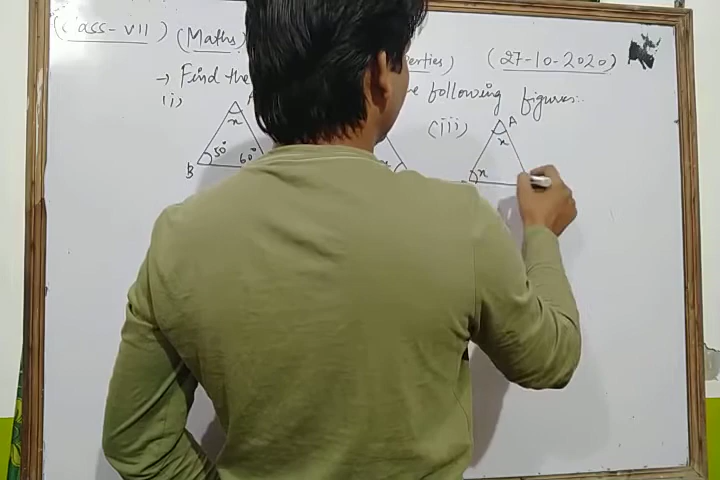 (Class-VII) (Maths) (27-10-2020)
→ Find the following figures:
(i)
A
x
50°
60°
B
(iii)
A
x
x